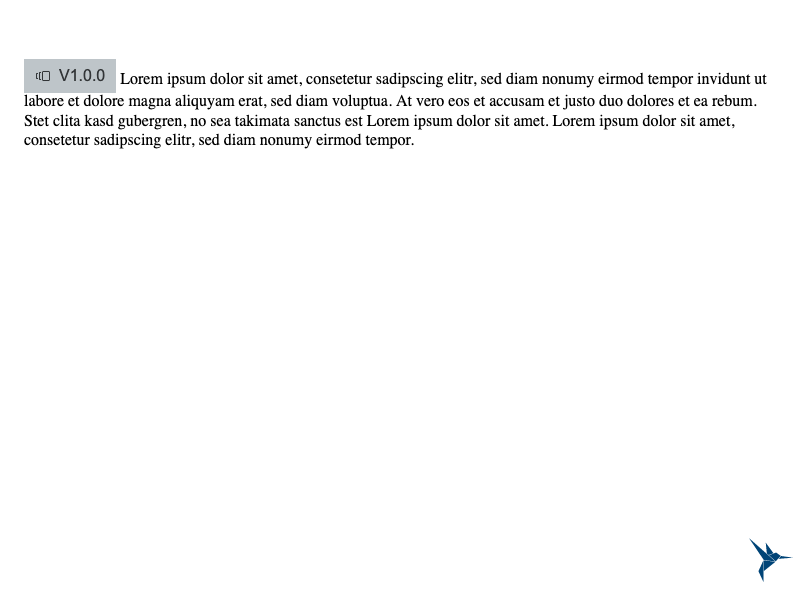 V1.0.0 Lorem ipsum dolor sit amet, consetetur sadipscing elitr, sed diam nonumy eirmod tempor invidunt ut
labore et dolore magna aliquyam erat, sed diam voluptua. At vero eos et accusam et justo duo dolores et ea rebum.
Stet clita kasd gubergren, no sea takimata sanctus est Lorem ipsum dolor sit amet. Lorem ipsum dolor sit amet,
consetetur sadipscing elitr, sed diam nonumy eirmod tempor.